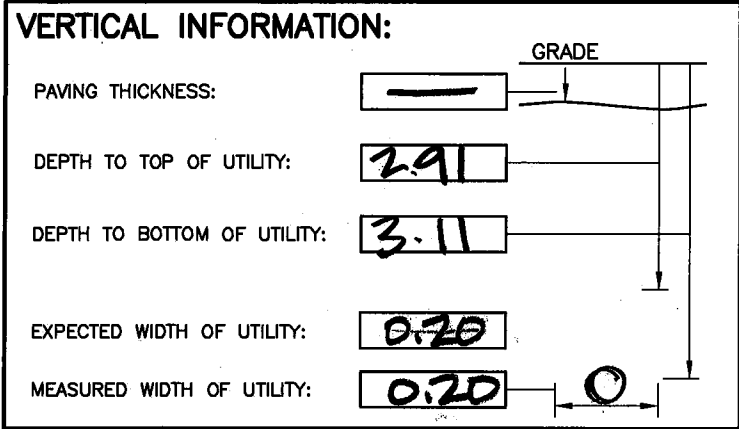 VERTICAL INFORMATION:
GRADE
PAVING THICKNESS: —
DEPTH TO TOP OF UTILITY: 2.91
DEPTH TO BOTTOM OF UTILITY: 3.11
EXPECTED WIDTH OF UTILITY: 0.20
MEASURED WIDTH OF UTILITY: 0.20